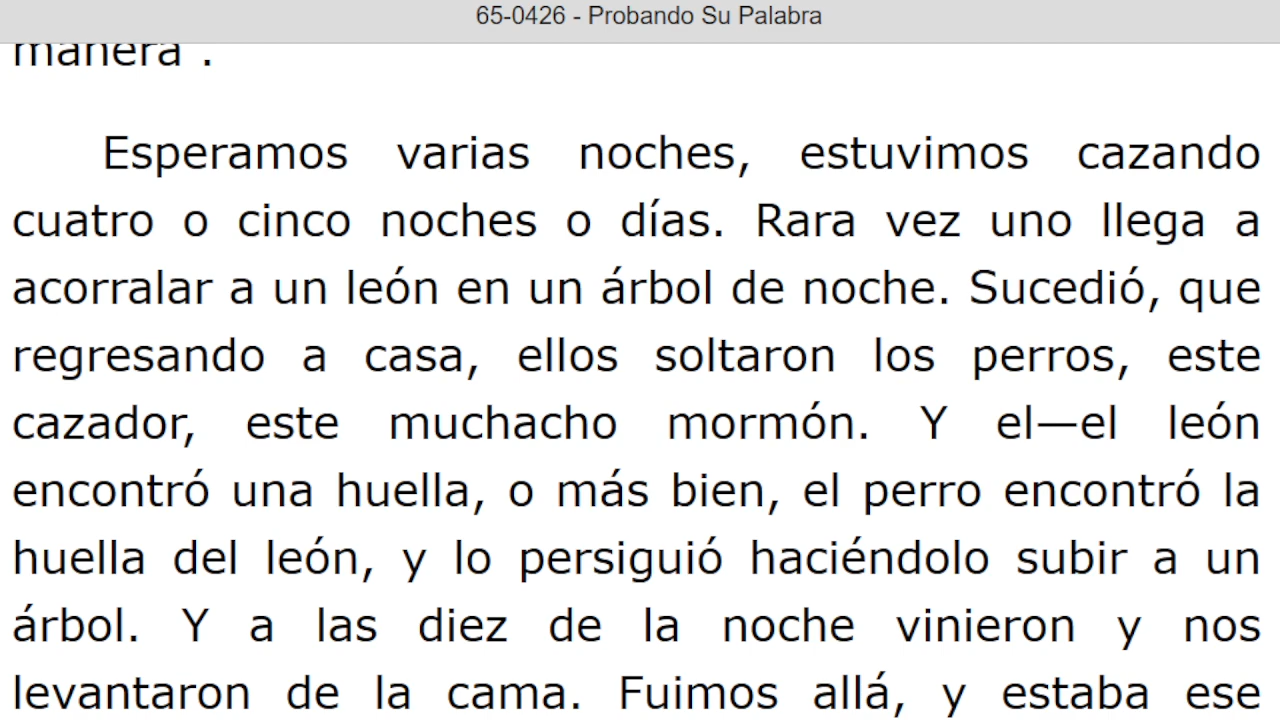 65-0426 - Probando Su Palabra
manera .
Esperamos varias noches, estuvimos cazando
cuatro o cinco noches o días. Rara vez uno llega a
acorralar a un león en un árbol de noche. Sucedió, que
regresando a casa, ellos soltaron los perros, este
cazador, este muchacho mormón. Y el—el león
encontró una huella, o más bien, el perro encontró la
huella del león, y lo persiguió haciéndolo subir a un
árbol. Y a las diez de la noche vinieron y nos
levantaron de la cama. Fuimos allá, y estaba ese